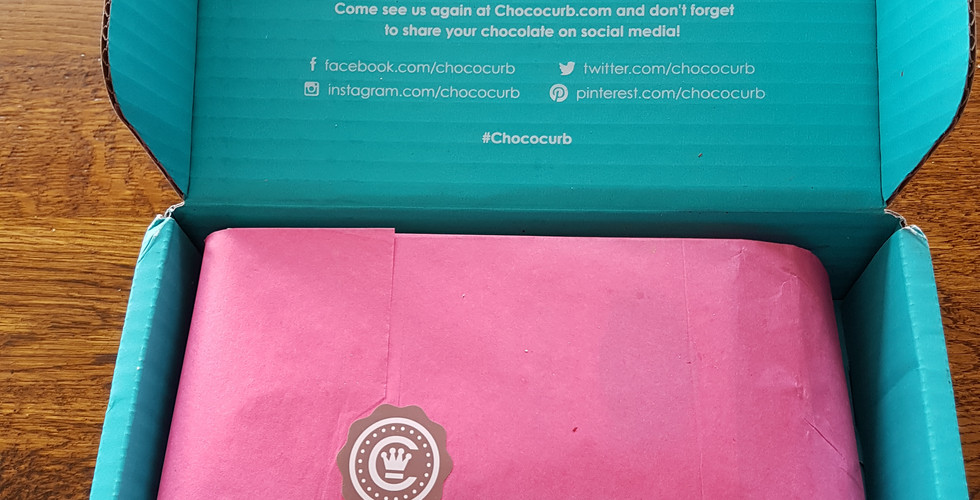 Come see us again at Chococurb.com and don't forget
to share your chocolate on social media!
facebook.com/chococurb
twitter.com/chococurb
instagram.com/chococurb
pinterest.com/chococurb
#Chococurb
C